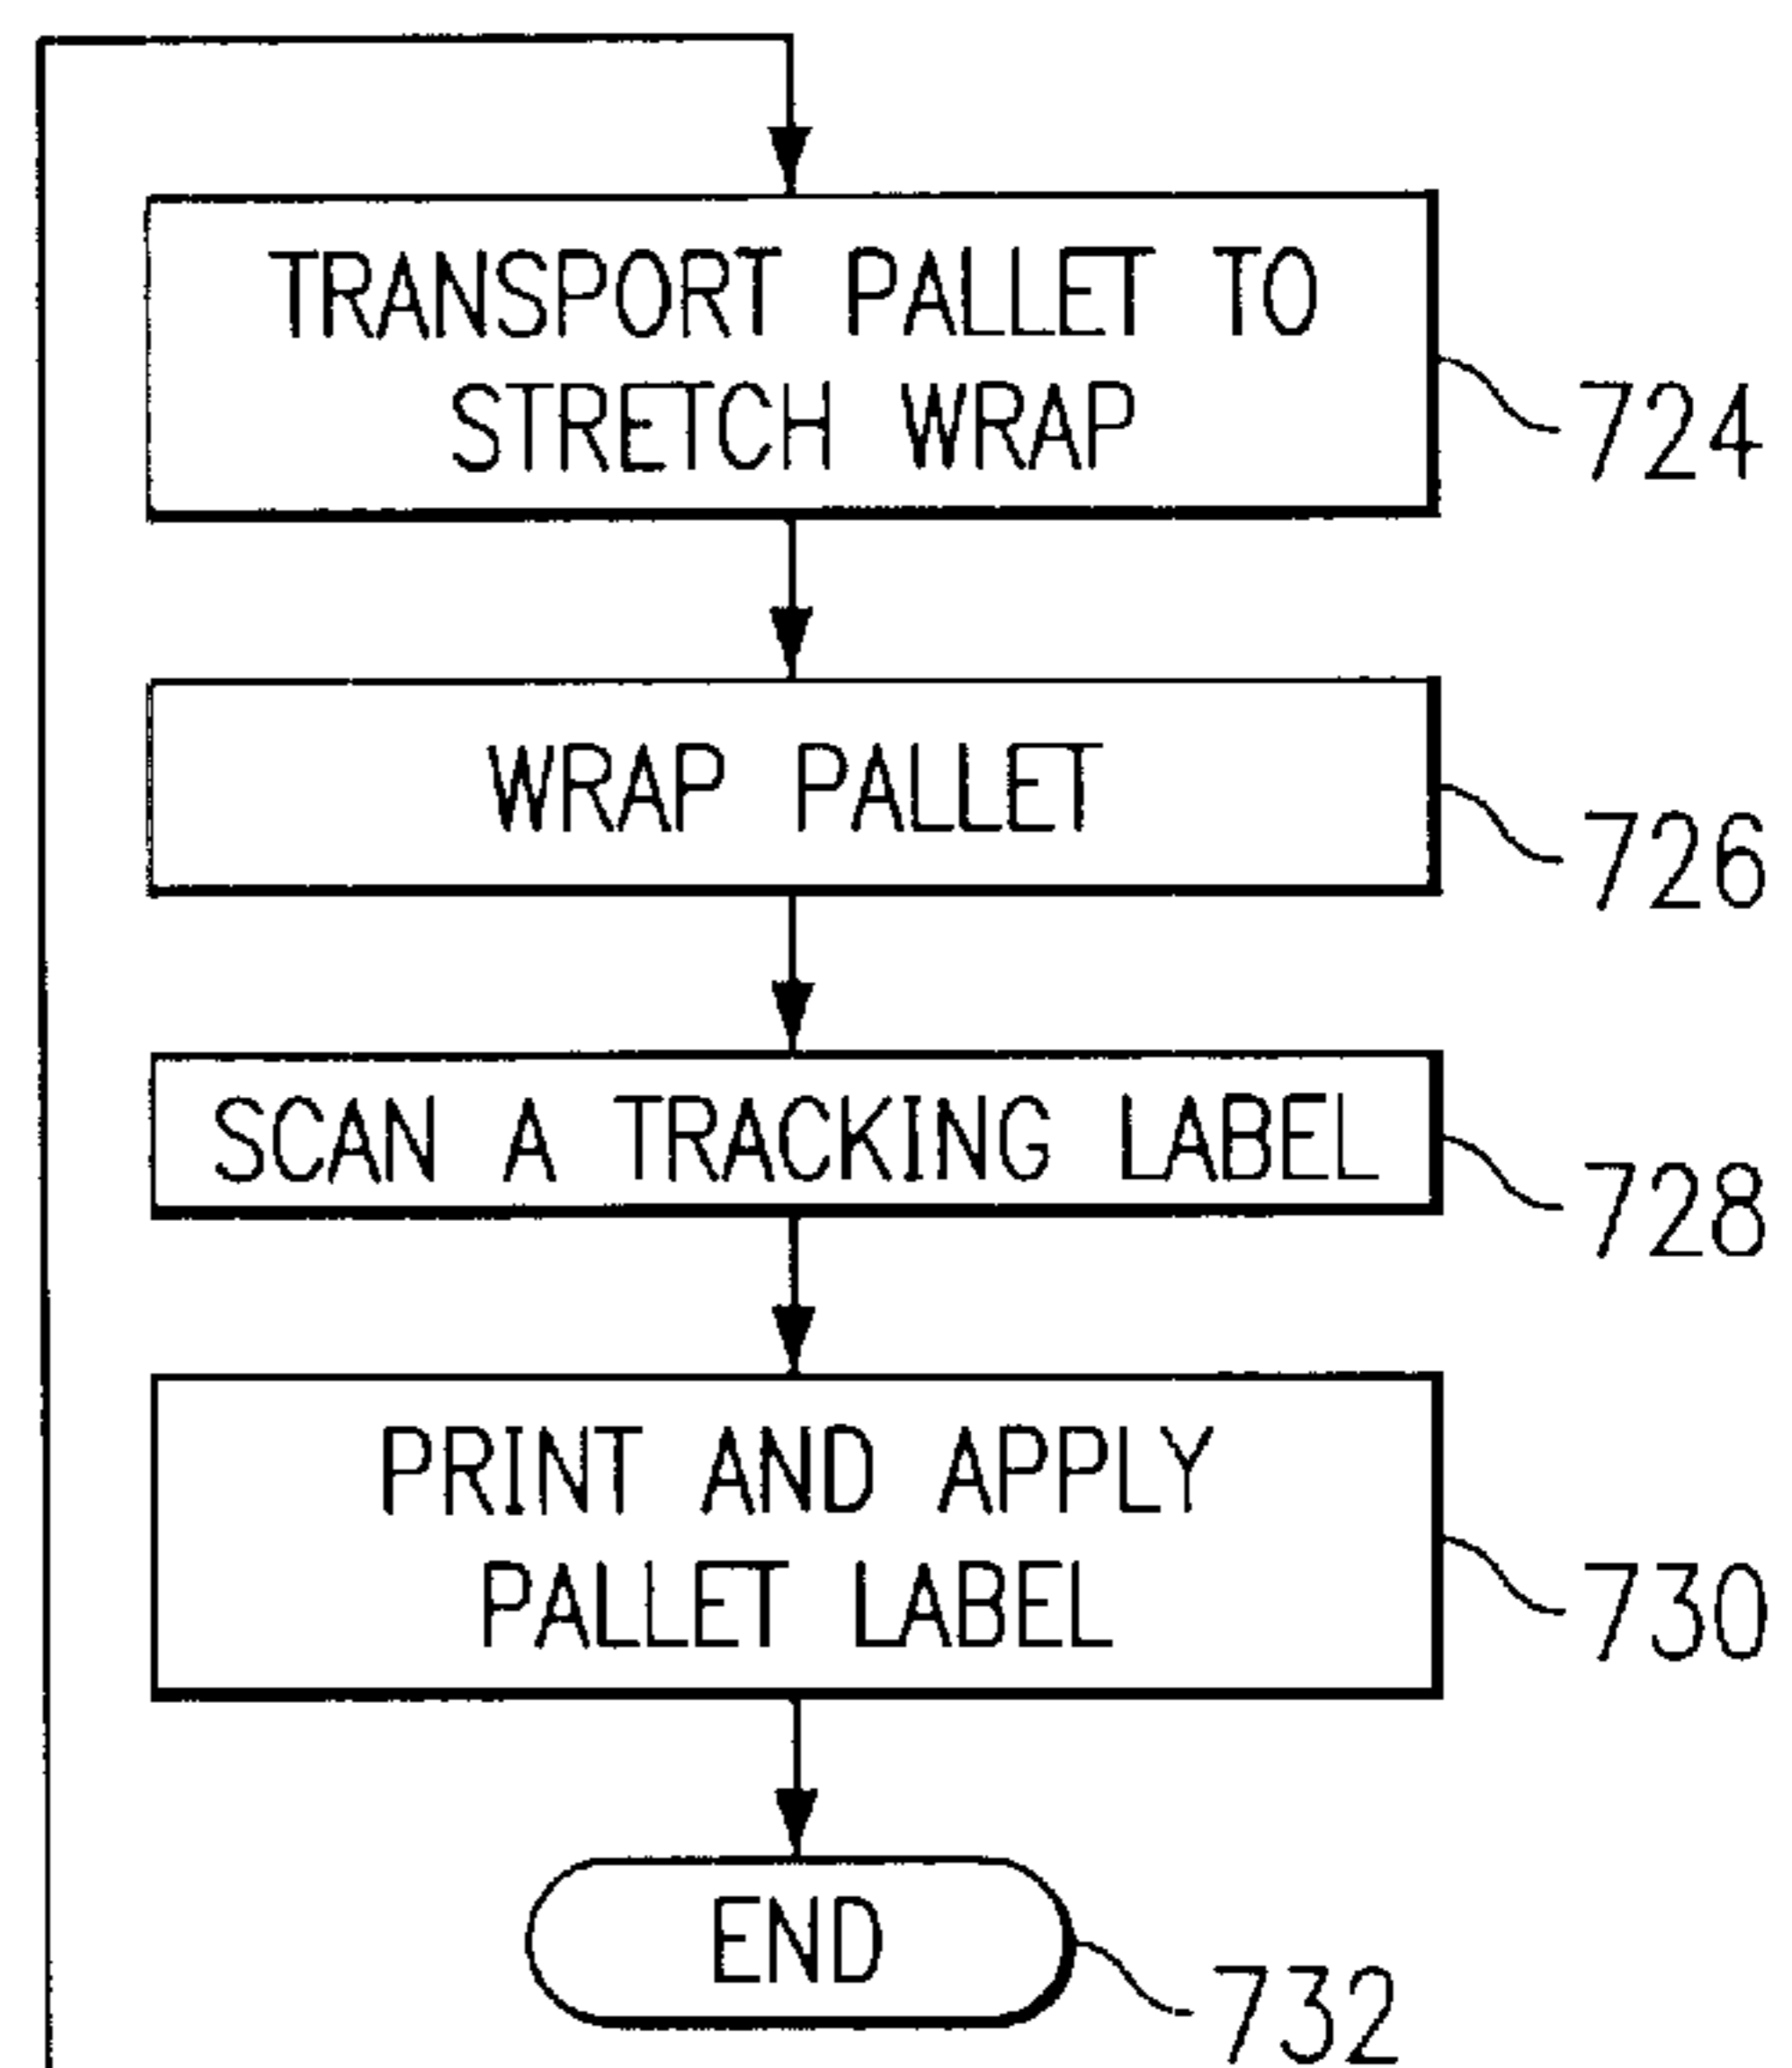 TRANSPORT PALLET TO
STRETCH WRAP
724
WRAP PALLET
726
SCAN A TRACKING LABEL
728
PRINT AND APPLY
PALLET LABEL
730
END
732